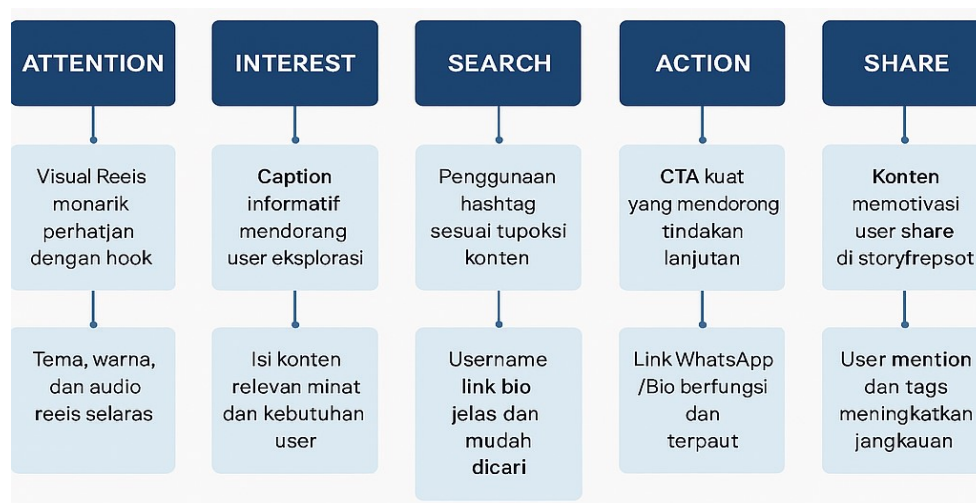 ATTENTION
INTEREST
SEARCH
ACTION
SHARE
Visual Reeis
monarik
perhatjan
dengan hook
Caption
informatif
mendorang
user eksplorasi
Penggunaan
hashtag
sesuai tupoksi
konten
CTA kuat
yang mendorong
tindakan
lanjutan
Konten
memotivasi
user share
di storyfrepsot
Tema, warna,
dan audio
reeis selaras
Isi konten
relevan minat
dan kebutuhan
user
Username
link bio
jelas dan
mudah
dicari
Link WhatsApp
/Bio berfungsi
dan
terpaut
User mention
dan tags
meningkatkan
jangkauan